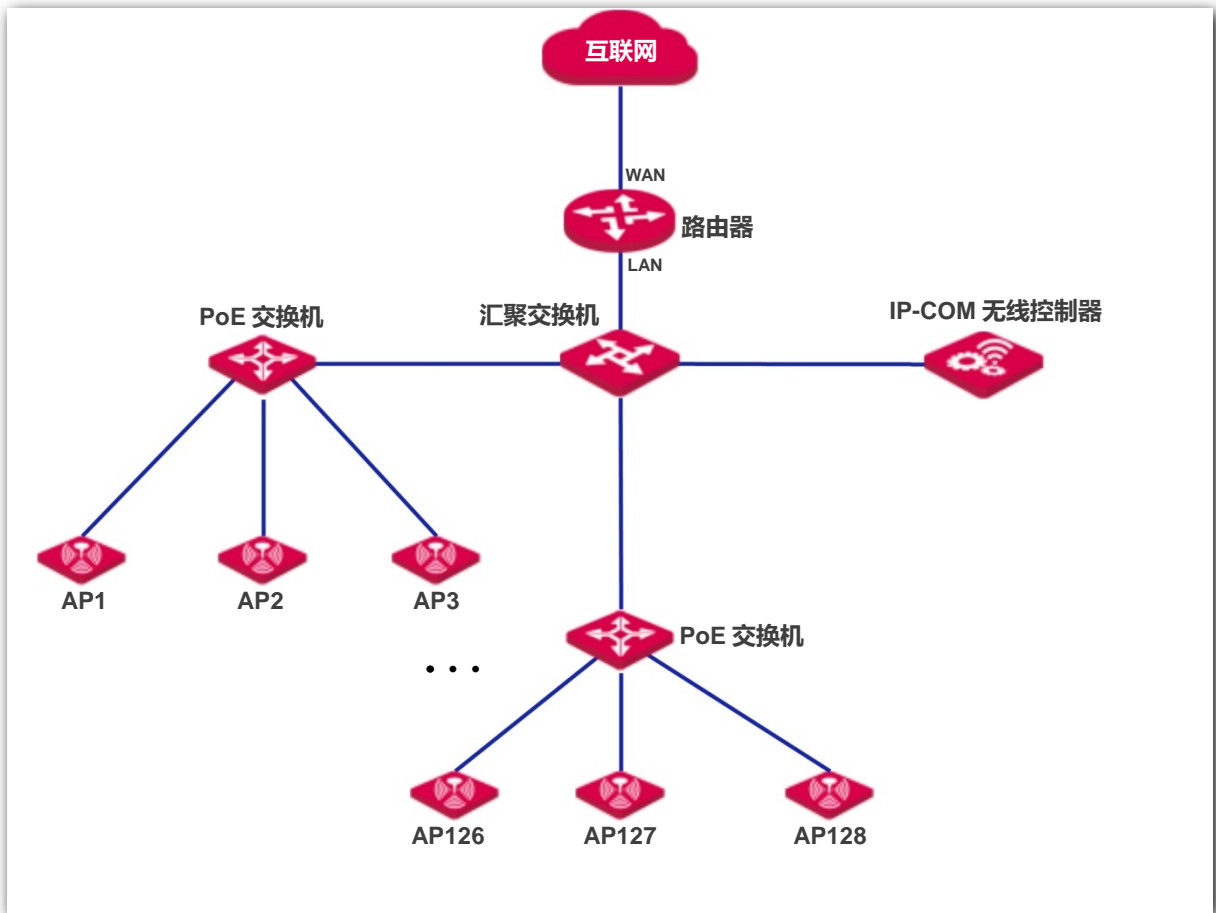 互联网
WAN
路由器
LAN
PoE 交换机
汇聚交换机
IP-COM 无线控制器
AP1
AP2
AP3
PoE 交换机
...
AP126
AP127
AP128